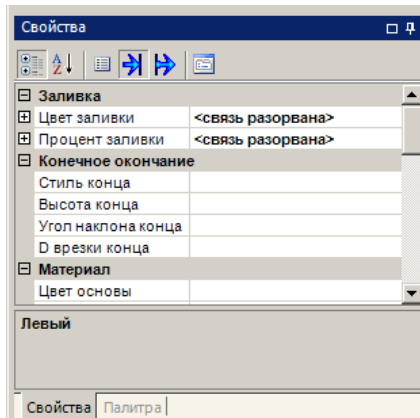 Свойства
Заливка
Цвет заливки <связь разорвана>
Процент заливки <связь разорвана>
Конечное окончание
Стиль конца
Высота конца
Угол наклона конца
D врезки конца
Материал
Цвет основы
Левый
Свойства Палитра